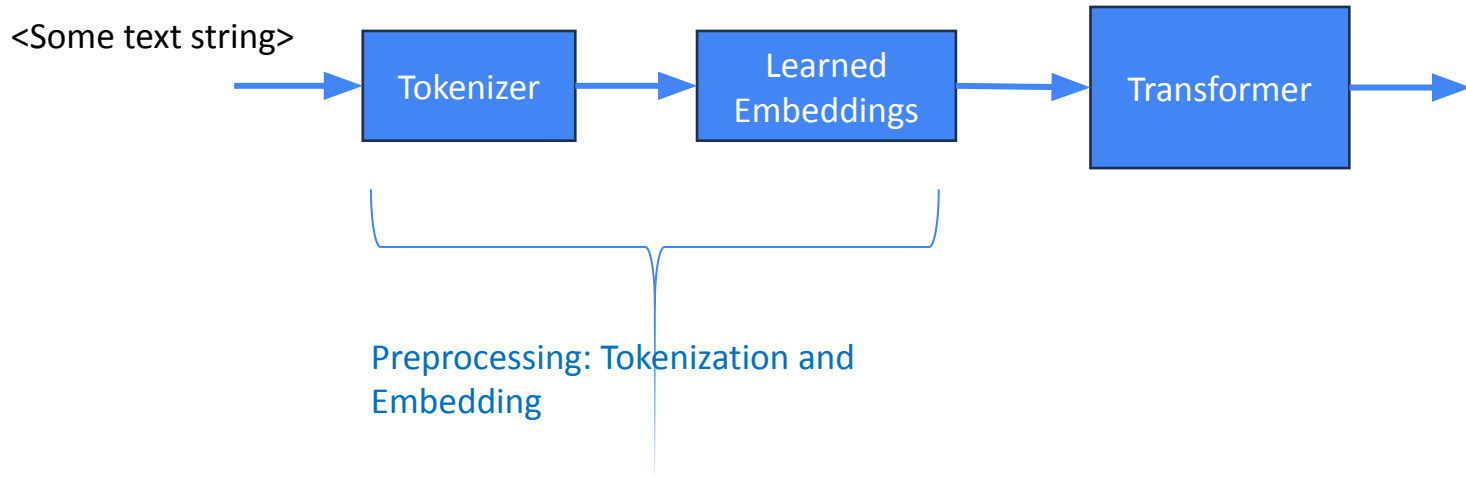 <Some text string>
Tokenizer
Learned
Embeddings
Transformer
Preprocessing: Tokenization and
Embedding